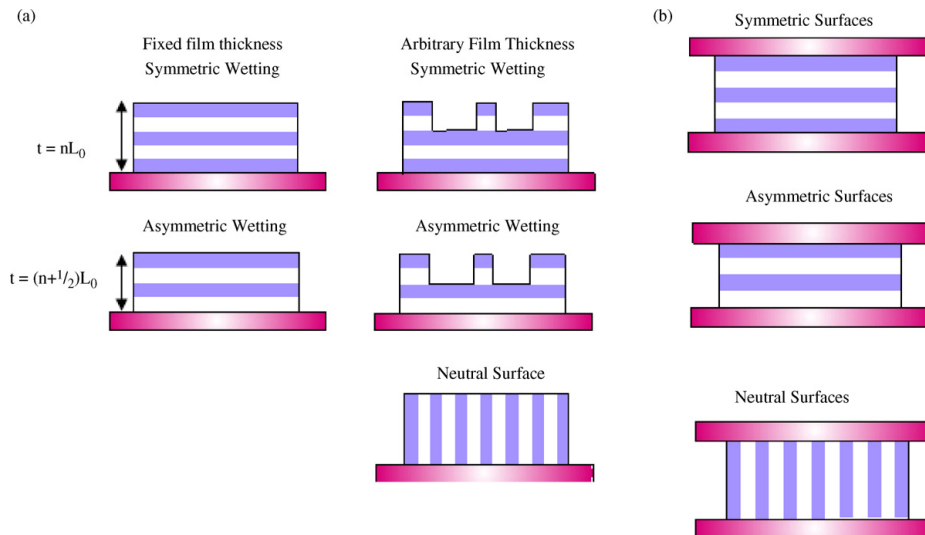 (a)
Fixed film thickness
Symmetric Wetting
t = nL₀
Asymmetric Wetting
t = (n+¹/₂)L₀
Arbitrary Film Thickness
Symmetric Wetting
Asymmetric Wetting
Neutral Surface
(b)
Symmetric Surfaces
Asymmetric Surfaces
Neutral Surfaces